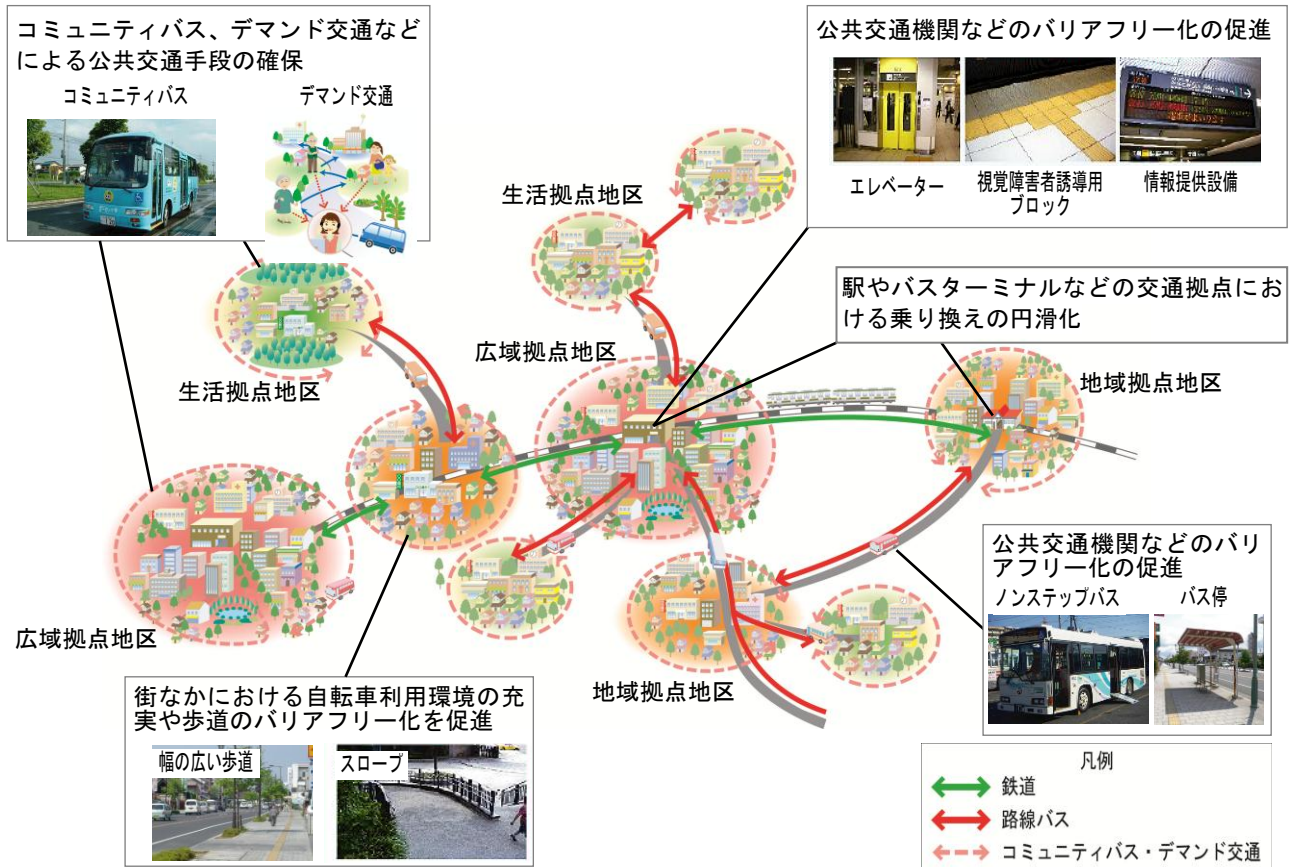 コミュニティバス、デマンド交通など
による公共交通手段の確保
コミュニティバス
デマンド交通
公共交通機関などのバリアフリー化の促進
エレベーター
視覚障害者誘導用
ブロック
情報提供設備
生活拠点地区
駅やバスターミナルなどの交通拠点にお
ける乗り換えの円滑化
広域拠点地区
地域拠点地区
生活拠点地区
広域拠点地区
公共交通機関などのバリ
アフリー化の促進
ノンステップバス
バス停
地域拠点地区
街なかにおける自転車利用環境の充
実や歩道のバリアフリー化を促進
幅の広い歩道
スロープ
凡例
鉄道
路線バス
コミュニティバス・デマンド交通